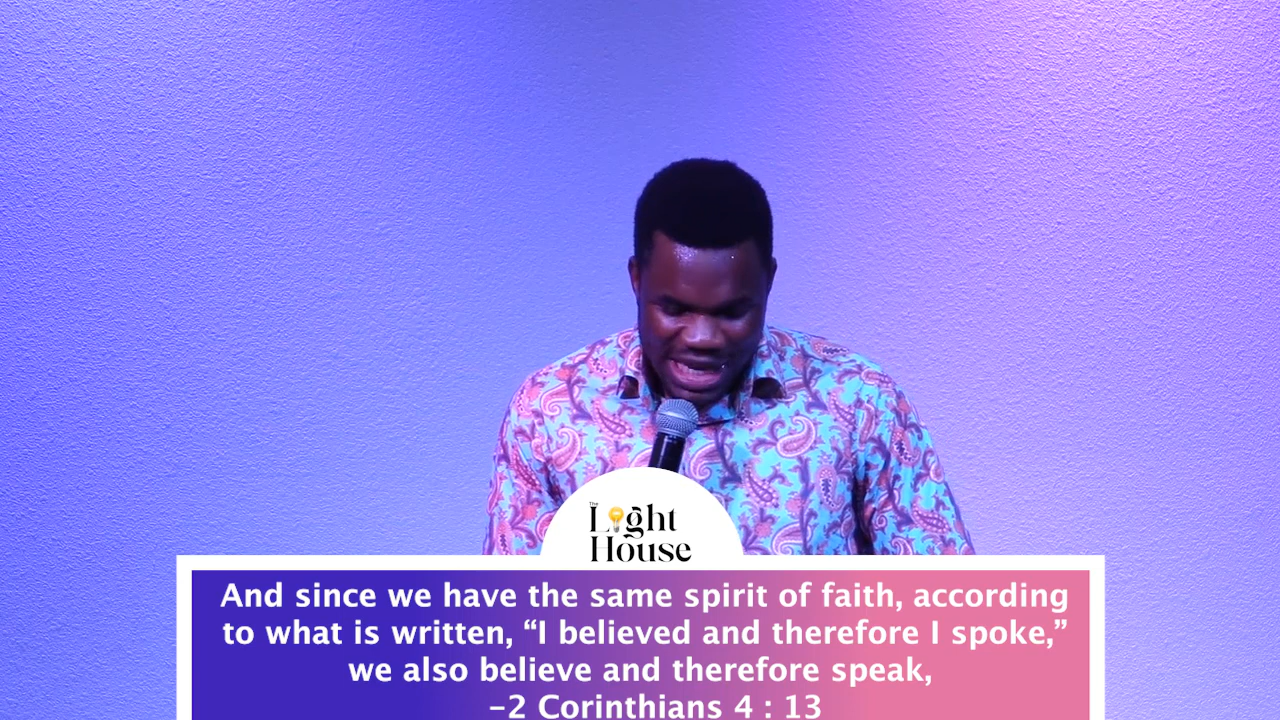 The
Light
House
And since we have the same spirit of faith, according
to what is written, “I believed and therefore I spoke,”
we also believe and therefore speak,
–2 Corinthians 4 : 13